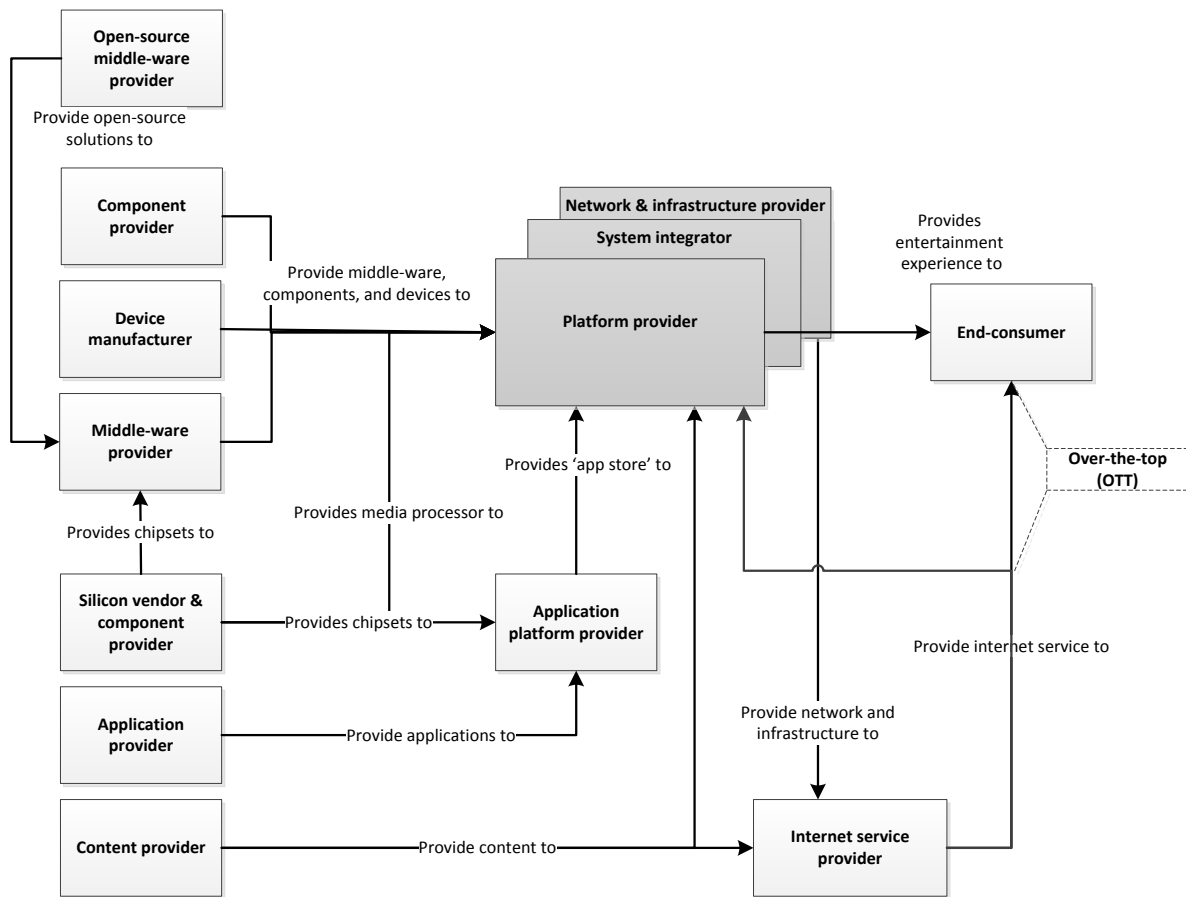 Open-source
middle-ware
provider
Provide open-source
solutions to
Component
provider
Network & infrastructure provider
System integrator
Provides
entertainment
experience to
Provide middle-ware,
components, and devices to
Device
manufacturer
Platform provider
End-consumer
Middle-ware
provider
Provides ‘app store’ to
Over-the-top
(OTT)
Provides media processor to
Provides chipsets to
Silicon vendor &
component
provider
Provides chipsets to
Application
platform provider
Provide internet service to
Application
provider
Provide applications to
Provide network and
infrastructure to
Content provider
Provide content to
Internet service
provider